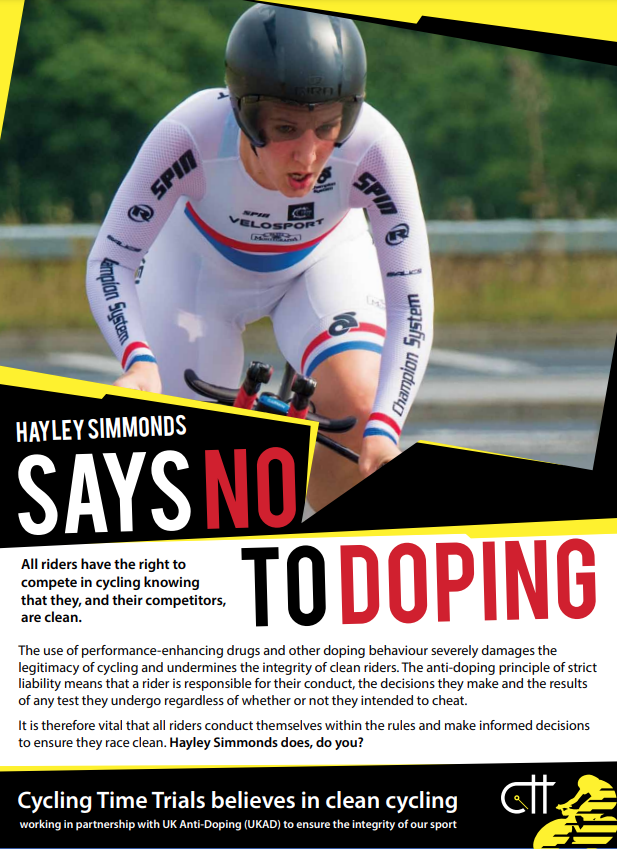 GIRO
SPIN
SPIN
R
R
SPIN
VELOSPORT
Champion System
Champion System
HAYLEY SIMMONDS
SAYS NO
TO DOPING
All riders have the right to
compete in cycling knowing
that they, and their competitors,
are clean.
The use of performance-enhancing drugs and other doping behaviour severely damages the
legitimacy of cycling and undermines the integrity of clean riders. The anti-doping principle of strict
liability means that a rider is responsible for their conduct, the decisions they make and the results
of any test they undergo regardless of whether or not they intended to cheat.
It is therefore vital that all riders conduct themselves within the rules and make informed decisions
to ensure they race clean. Hayley Simmonds does, do you?
Cycling Time Trials believes in clean cycling
working in partnership with UK Anti-Doping (UKAD) to ensure the integrity of our sport
ctt